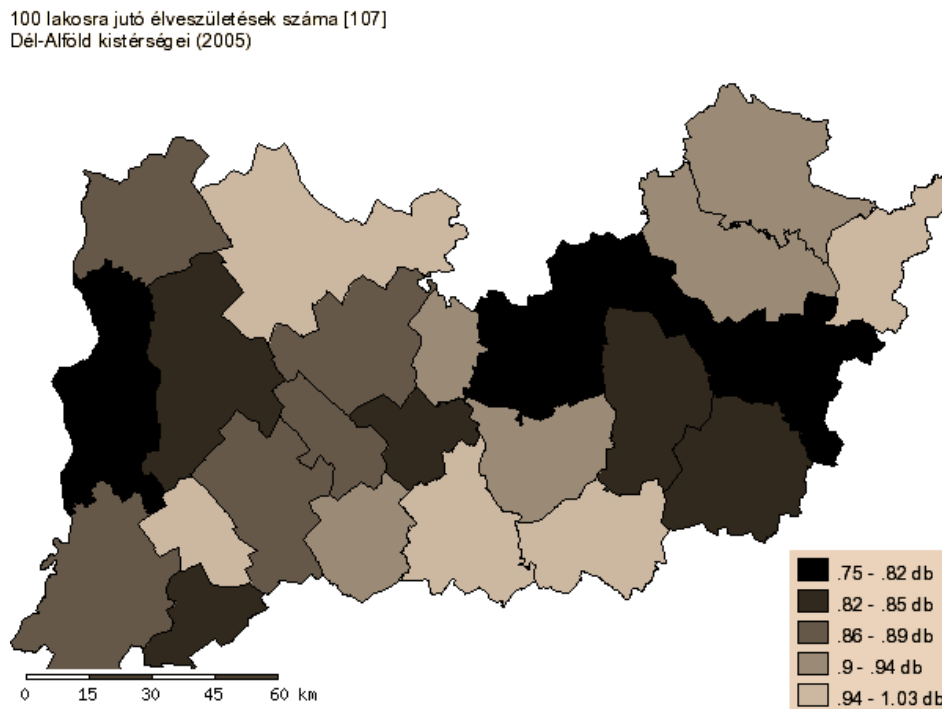 100 lakosra jutó élveszületések száma [107]
Dél-Alföld kistérségei (2005)
.75 - .82 db
.82 - .85 db
.86 - .89 db
.9 - .94 db
.94 - 1.03 db
0 15 30 45 60 km